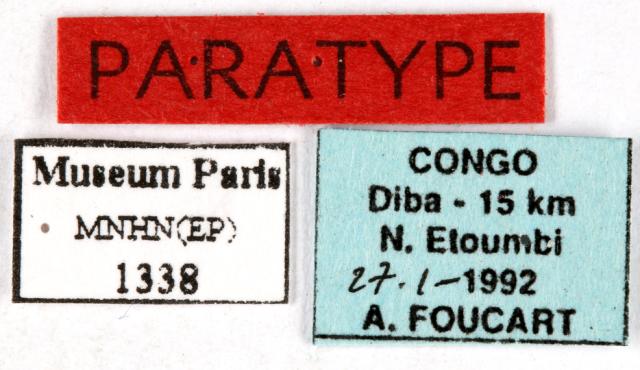 PARATYPE
Museum Paris
MNHN(EP)
1338
CONGO
Diba - 15 km
N. Etoumbi
27.1-1992
A. FOUCART